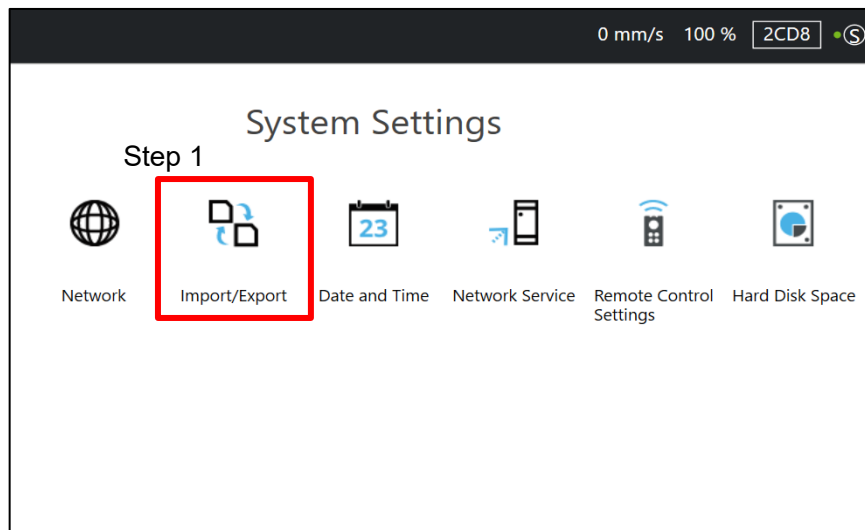 0 mm/s 100 % 2CD8 S
System Settings
Step 1
23
Network Import/Export Date and Time Network Service Remote Control Settings Hard Disk Space